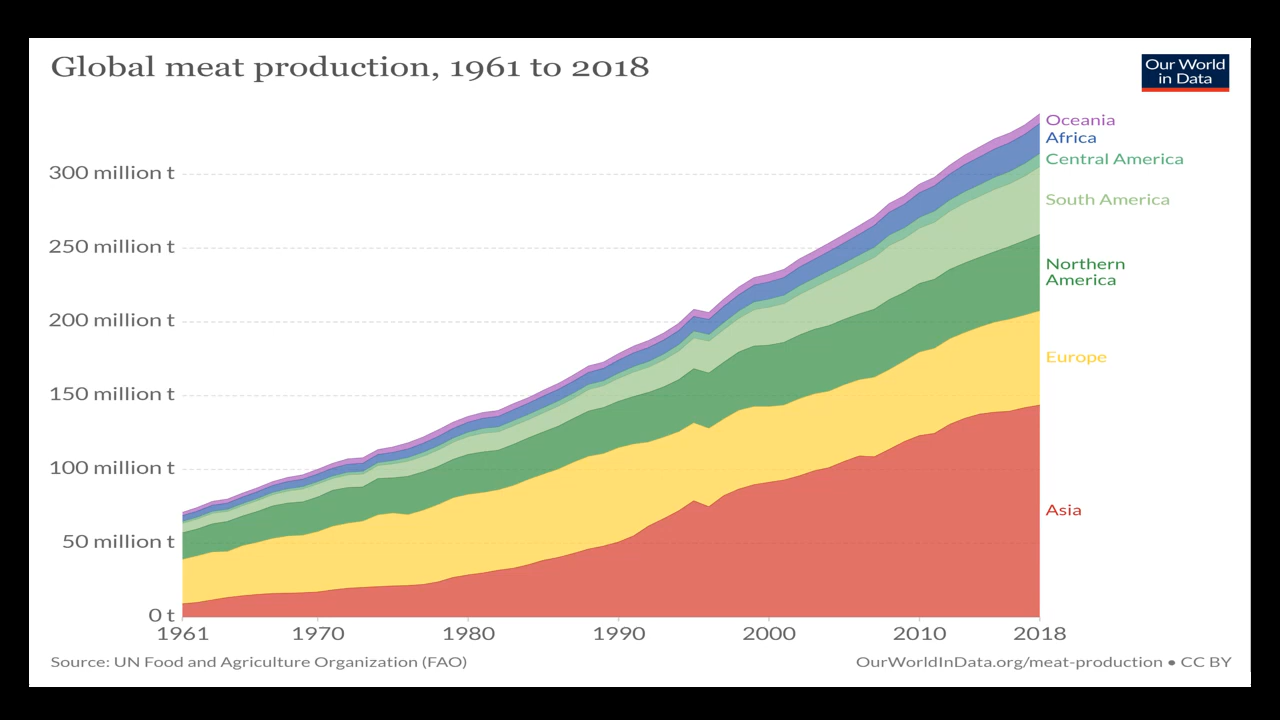 Global meat production, 1961 to 2018
Our World
in Data
Oceania
Africa
Central America
South America
Northern
America
Europe
Asia
300 million t
250 million t
200 million t
150 million t
100 million t
50 million t
0 t
1961
1970
1980
1990
2000
2010
2018
Source: UN Food and Agriculture Organization (FAO)
OurWorldInData.org/meat-production • CC BY